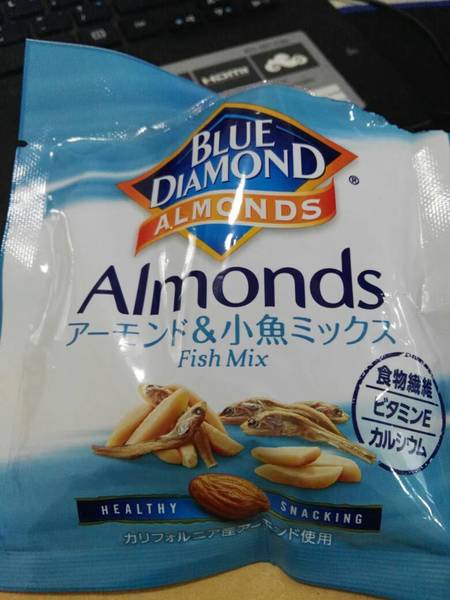 HDMI
BLUE
DIAMOND
ALMONDS
®
Almonds
アーモンド&小魚ミックス
Fish Mix
食物繊維
ビタミンE
カルシウム
HEALTHY SNACKING
カリフォルニア産アーモンド使用